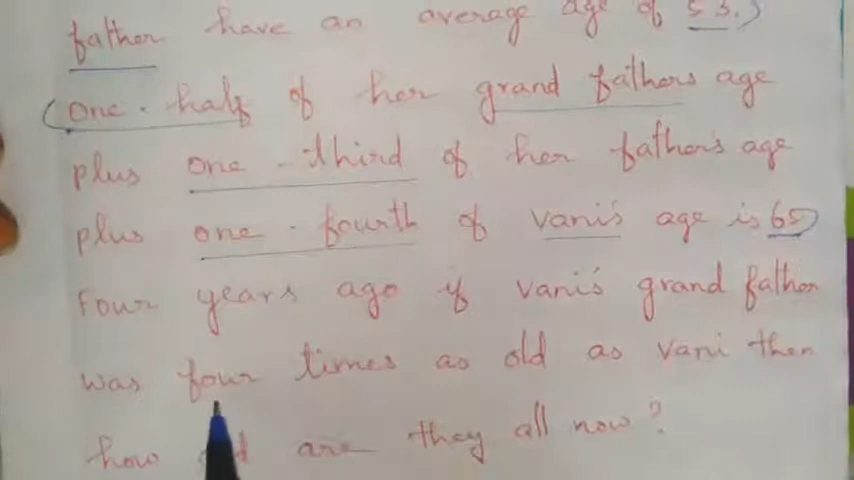 father have an average age of 53.)
(One - half of her grand fathers age
plus one - third of her father's age
plus one - fourth of vani's age is 65)
Four years ago if vani's grand father
was four times as old as vani then
how are they all now?